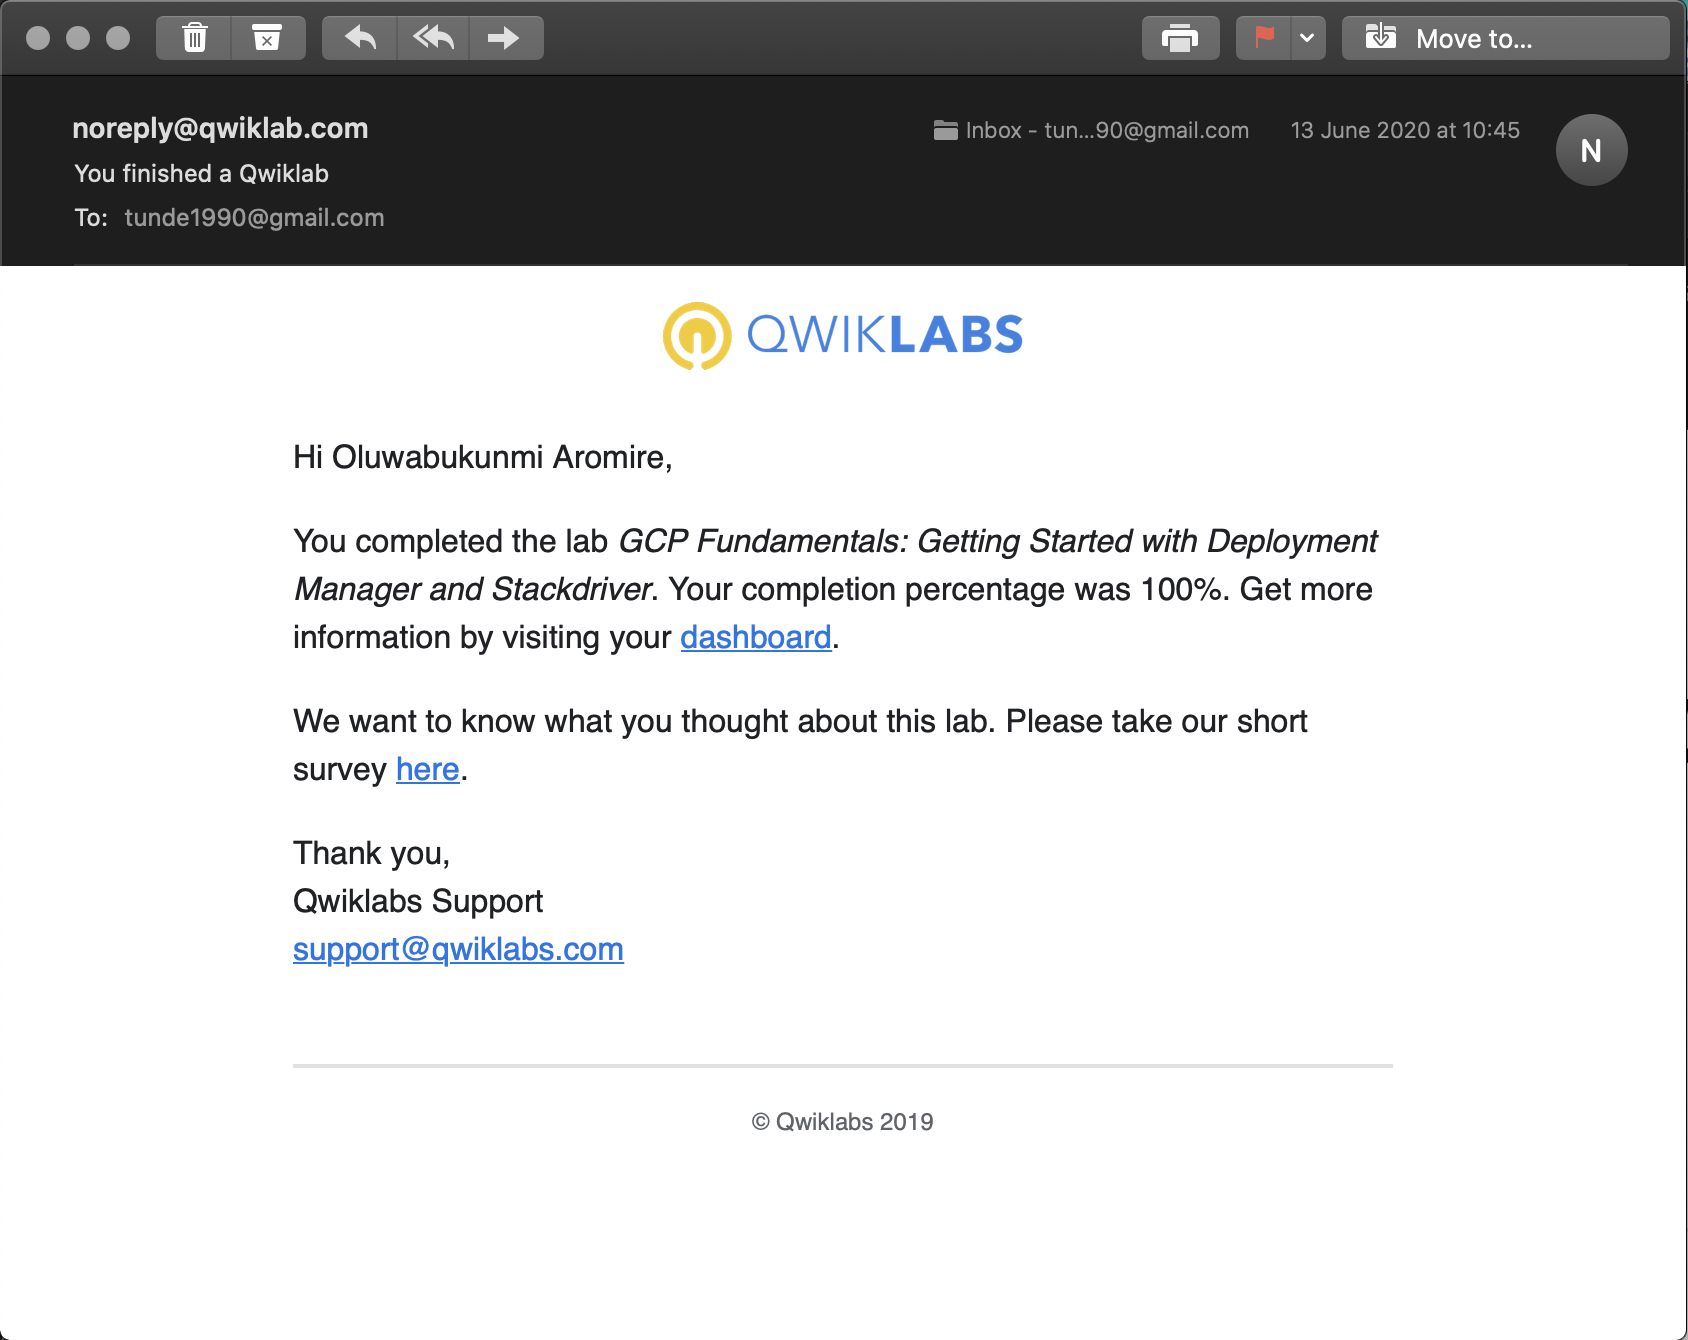 Move to...
noreply@qwiklab.com
Inbox - tun...90@gmail.com
13 June 2020 at 10:45
N
You finished a Qwiklab
To: tunde1990@gmail.com
QWIKLABS
Hi Oluwabukunmi Aromire,
You completed the lab GCP Fundamentals: Getting Started with Deployment
Manager and Stackdriver. Your completion percentage was 100%. Get more
information by visiting your dashboard.
We want to know what you thought about this lab. Please take our short
survey here.
Thank you,
Qwiklabs Support
support@qwiklabs.com
© Qwiklabs 2019